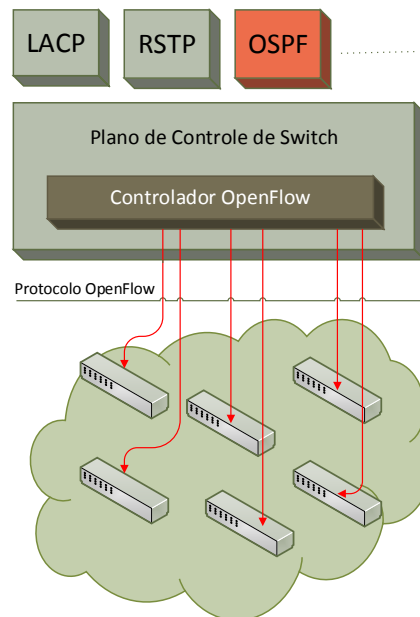 LACP
RSTP
OSPF
Plano de Controle de Switch
Controlador OpenFlow
Protocolo OpenFlow